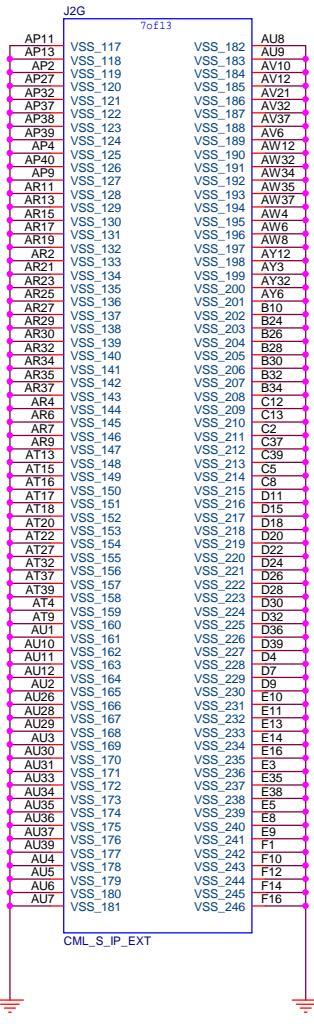 J2G
7of13
AP11 VSS_117 VSS_182 AU8
AP13 VSS_118 VSS_183 AU9
AP2 VSS_119 VSS_184 AV10
AP27 VSS_120 VSS_185 AV12
AP32 VSS_121 VSS_186 AV21
AP37 VSS_122 VSS_187 AV32
AP38 VSS_123 VSS_188 AV37
AP39 VSS_124 VSS_189 AV6
AP4 VSS_125 VSS_190 AW12
AP40 VSS_126 VSS_191 AW32
AP9 VSS_127 VSS_192 AW34
AR11 VSS_128 VSS_193 AW35
AR13 VSS_129 VSS_194 AW37
AR15 VSS_130 VSS_195 AW4
AR17 VSS_131 VSS_196 AW6
AR19 VSS_132 VSS_197 AW8
AR2 VSS_133 VSS_198 AY12
AR21 VSS_134 VSS_199 AY3
AR23 VSS_135 VSS_200 AY32
AR25 VSS_136 VSS_201 AY6
AR27 VSS_137 VSS_202 B10
AR29 VSS_138 VSS_203 B24
AR30 VSS_139 VSS_204 B26
AR32 VSS_140 VSS_205 B28
AR34 VSS_141 VSS_206 B30
AR35 VSS_142 VSS_207 B32
AR37 VSS_143 VSS_208 B34
AR4 VSS_144 VSS_209 C12
AR6 VSS_145 VSS_210 C13
AR7 VSS_146 VSS_211 C2
AR9 VSS_147 VSS_212 C37
AT13 VSS_148 VSS_213 C39
AT15 VSS_149 VSS_214 C5
AT16 VSS_150 VSS_215 C8
AT17 VSS_151 VSS_216 D11
AT18 VSS_152 VSS_217 D15
AT20 VSS_153 VSS_218 D18
AT22 VSS_154 VSS_219 D20
AT27 VSS_155 VSS_220 D22
AT32 VSS_156 VSS_221 D24
AT37 VSS_157 VSS_222 D26
AT39 VSS_158 VSS_223 D28
AT4 VSS_159 VSS_224 D30
AT9 VSS_160 VSS_225 D32
AU1 VSS_161 VSS_226 D36
AU10 VSS_162 VSS_227 D39
AU11 VSS_163 VSS_228 D4
AU12 VSS_164 VSS_229 D7
AU2 VSS_165 VSS_230 D9
AU26 VSS_166 VSS_231 E10
AU28 VSS_167 VSS_232 E11
AU29 VSS_168 VSS_233 E13
AU3 VSS_169 VSS_234 E14
AU30 VSS_170 VSS_235 E16
AU31 VSS_171 VSS_236 E3
AU33 VSS_172 VSS_237 E35
AU34 VSS_173 VSS_238 E38
AU35 VSS_174 VSS_239 E5
AU36 VSS_175 VSS_240 E8
AU37 VSS_176 VSS_241 E9
AU39 VSS_177 VSS_242 F1
AU4 VSS_178 VSS_243 F10
AU5 VSS_179 VSS_244 F12
AU6 VSS_180 VSS_245 F14
AU7 VSS_181 VSS_246 F16
CML_S_IP_EXT